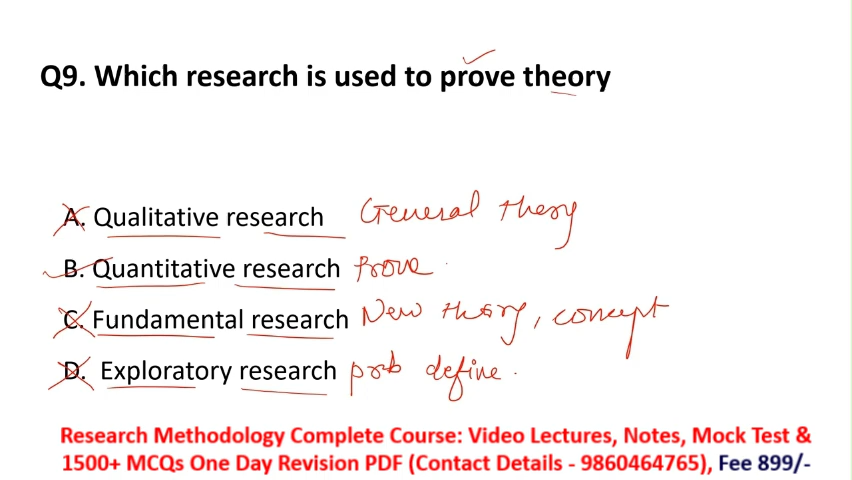 Q9. Which research is used to prove theory
A. Qualitative research General theory
B. Quantitative research Prove
C. Fundamental research New theory, concept
D. Exploratory research prob define.
Research Methodology Complete Course: Video Lectures, Notes, Mock Test &
1500+ MCQs One Day Revision PDF (Contact Details - 9860464765), Fee 899/-